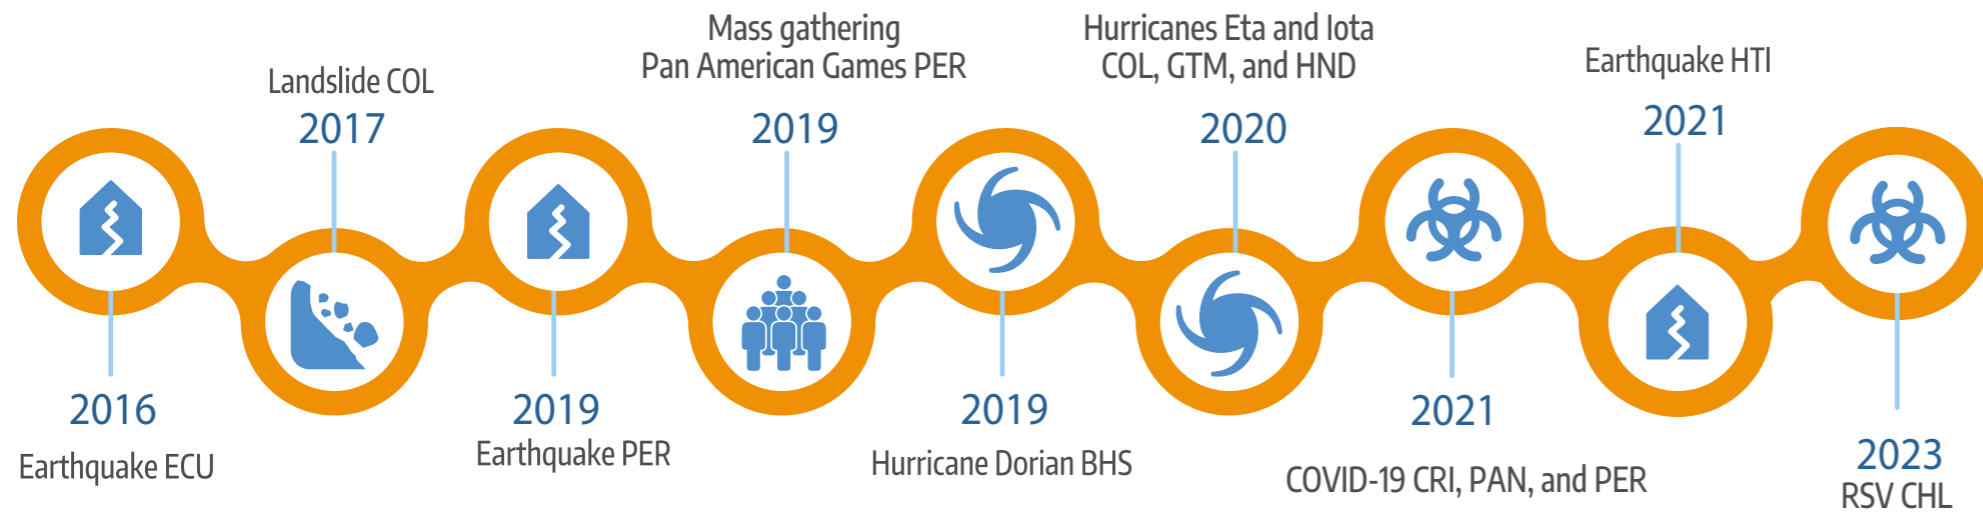 2016
Earthquake ECU
Landslide COL
2017
2019
Earthquake PER
Mass gathering
Pan American Games PER
2019
2019
Hurricane Dorian BHS
Hurricanes Eta and Iota
COL, GTM, and HND
2020
2021
COVID-19 CRI, PAN, and PER
Earthquake HTI
2021
2023
RSV CHL